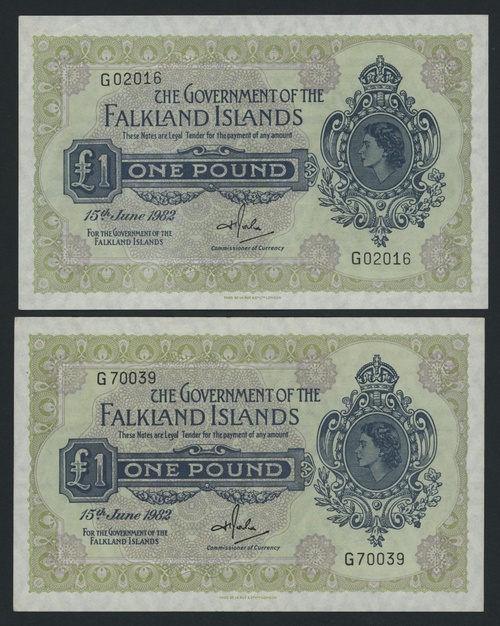 G02016
THE GOVERNMENT OF THE
FALKLAND ISLANDS
These Notes are Legal Tender for the payment of any amount
£1 ONE POUND
15th June 1982
FOR THE GOVERNMENT OF THE
FALKLAND ISLANDS
Commissioner of Currency
G02016
G70039
THE GOVERNMENT OF THE
FALKLAND ISLANDS
These Notes are Legal Tender for the payment of any amount
£1 ONE POUND
15th June 1982
FOR THE GOVERNMENT OF THE
FALKLAND ISLANDS
Commissioner of Currency
G70039